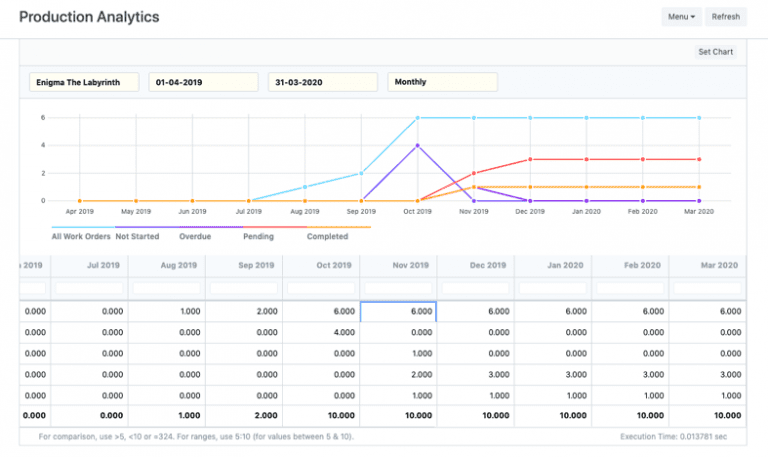 Production Analytics
Menu
Refresh
Set Chart
Enigma The Labyrinth 01-04-2019 31-03-2020 Monthly
6
4
2
0
Apr 2019 May 2019 Jun 2019 Jul 2019 Aug 2019 Sep 2019 Oct 2019 Nov 2019 Dec 2019 Jan 2020 Feb 2020 Mar 2020
All Work Orders Not Started Overdue Pending Completed
2019 Jul 2019 Aug 2019 Sep 2019 Oct 2019 Nov 2019 Dec 2019 Jan 2020 Feb 2020 Mar 2020
0.000 0.000 1.000 2.000 6.000 6.000 6.000 6.000 6.000 6.000
0.000 0.000 0.000 0.000 4.000 0.000 0.000 0.000 0.000 0.000
0.000 0.000 0.000 0.000 0.000 1.000 0.000 0.000 0.000 0.000
0.000 0.000 0.000 0.000 0.000 2.000 3.000 3.000 3.000 3.000
0.000 0.000 0.000 0.000 0.000 1.000 1.000 1.000 1.000 1.000
0.000 0.000 1.000 2.000 10.000 10.000 10.000 10.000 10.000 10.000
For comparison, use >5, <10 or =324. For ranges, use 5:10 (for values between 5 & 10).
Execution Time: 0.013781 sec